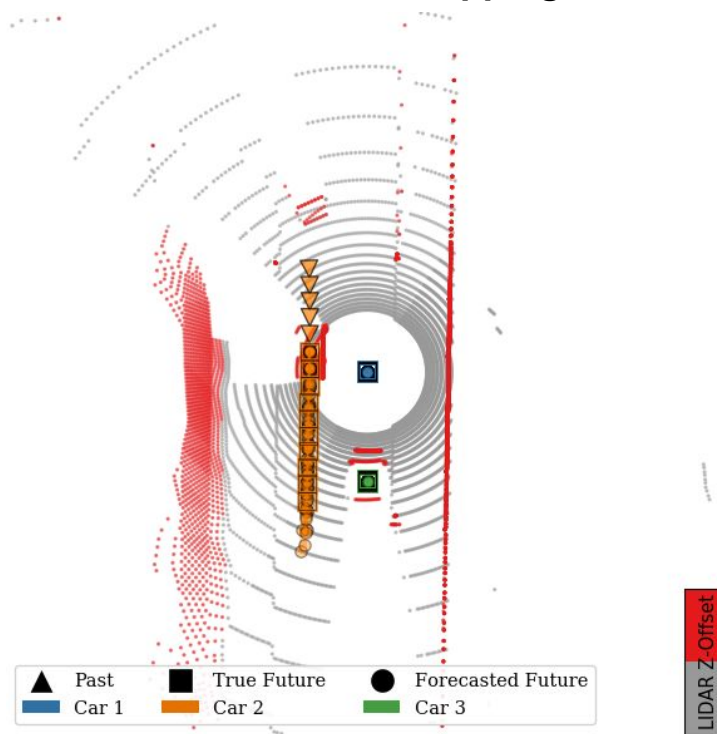 Past
True Future
Forecasted Future
Car 1
Car 2
Car 3
LIDAR Z-Offset